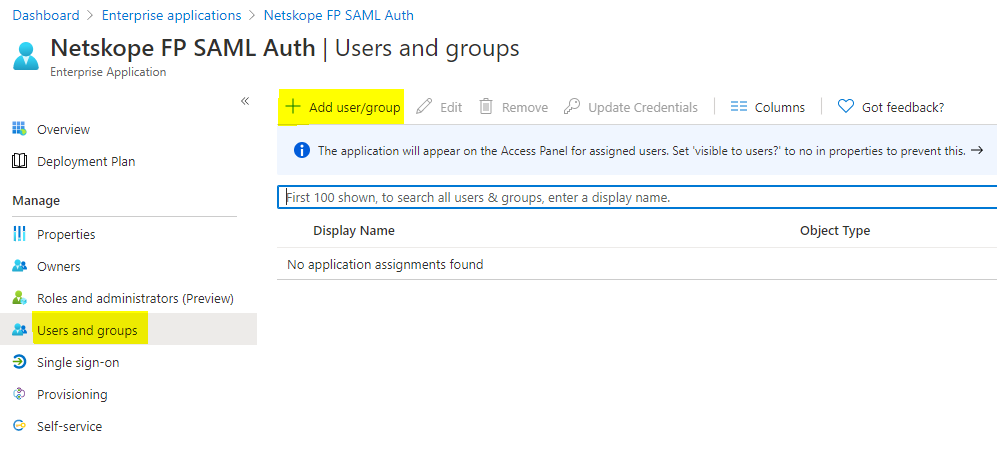 Dashboard > Enterprise applications > Netskope FP SAML Auth
Netskope FP SAML Auth | Users and groups
Enterprise Application
«
+ Add user/group Edit Remove Update Credentials Columns Got feedback?
Overview
Deployment Plan
Manage
Properties
Owners
Roles and administrators (Preview)
Users and groups
Single sign-on
Provisioning
Self-service
The application will appear on the Access Panel for assigned users. Set 'visible to users?' to no in properties to prevent this. →
First 100 shown, to search all users & groups, enter a display name.
Display Name Object Type
No application assignments found